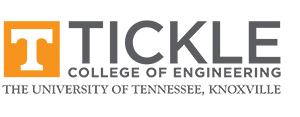 T TICKLE
COLLEGE OF ENGINEERING
THE UNIVERSITY OF TENNESSEE, KNOXVILLE